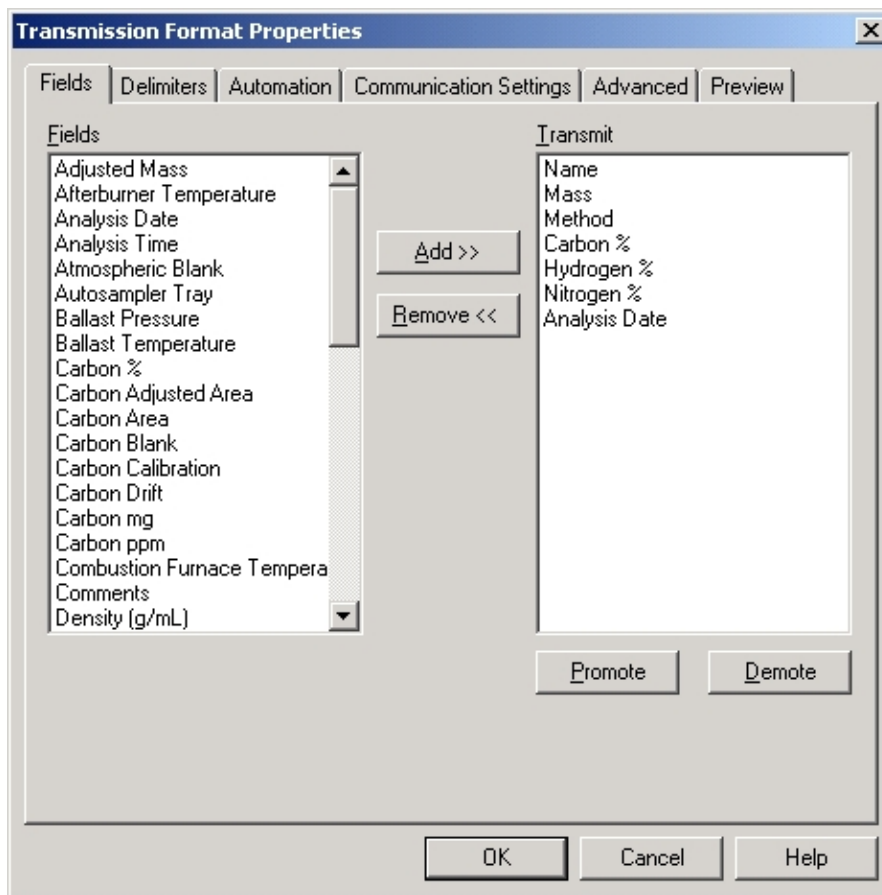 Transmission Format Properties
Fields Delimiters Automation Communication Settings Advanced Preview
Fields
Adjusted Mass
Afterburner Temperature
Analysis Date
Analysis Time
Atmospheric Blank
Autosampler Tray
Ballast Pressure
Ballast Temperature
Carbon %
Carbon Adjusted Area
Carbon Area
Carbon Blank
Carbon Calibration
Carbon Drift
Carbon mg
Carbon ppm
Combustion Furnace Tempera
Comments
Density (g/mL)
Add >>
Remove <<
Transmit
Name
Mass
Method
Carbon %
Hydrogen %
Nitrogen %
Analysis Date
Promote Demote
OK Cancel Help